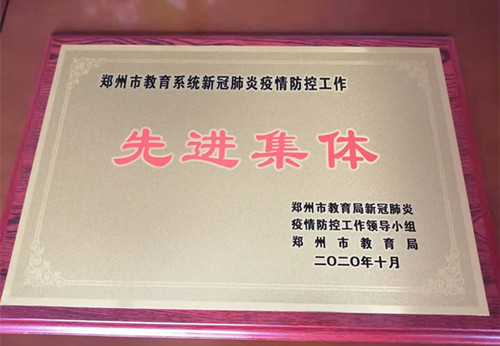 郑州市教育系统新冠肺炎疫情防控工作
先进集体
郑州市教育局新冠肺炎
疫情防控工作领导小组
郑州市教育局
二〇二〇年十月